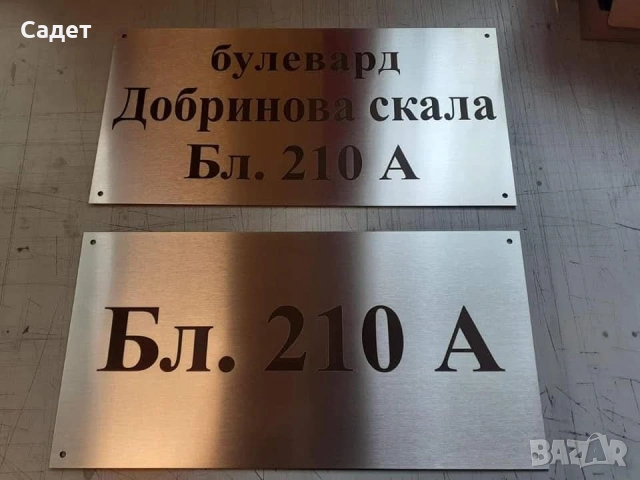 Садет
булевард
Добринова скала
Бл. 210 А
Бл. 210 А
BAZAR